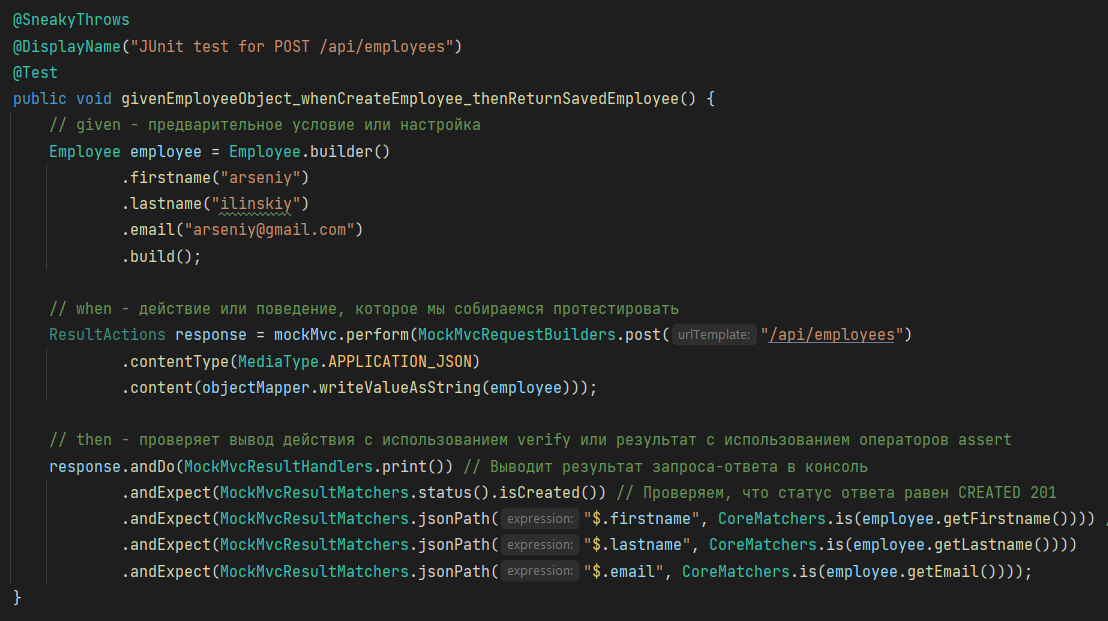 @SneakyThrows
@DisplayName("JUnit test for POST /api/employees")
@Test
public void givenEmployeeObject_whenCreateEmployee_thenReturnSavedEmployee() {
    // given - предварительное условие или настройка
    Employee employee = Employee.builder()
            .firstname("arseniy")
            .lastname("ilinskiy")
            .email("arseniy@gmail.com")
            .build();

    // when - действие или поведение, которое мы собираемся протестировать
    ResultActions response = mockMvc.perform(MockMvcRequestBuilders.post( urlTemplate: "/api/employees")
            .contentType(MediaType.APPLICATION_JSON)
            .content(objectMapper.writeValueAsString(employee)));

    // then - проверяет вывод действия с использованием verify или результат с использованием операторов assert
    response.andDo(MockMvcResultHandlers.print()) // Выводит результат запроса-ответа в консоль
            .andExpect(MockMvcResultMatchers.status().isCreated()) // Проверяем, что статус ответа равен CREATED 201
            .andExpect(MockMvcResultMatchers.jsonPath( expression: "$.firstname", CoreMatchers.is(employee.getFirstname())))
            .andExpect(MockMvcResultMatchers.jsonPath( expression: "$.lastname", CoreMatchers.is(employee.getLastname())))
            .andExpect(MockMvcResultMatchers.jsonPath( expression: "$.email", CoreMatchers.is(employee.getEmail())));
}